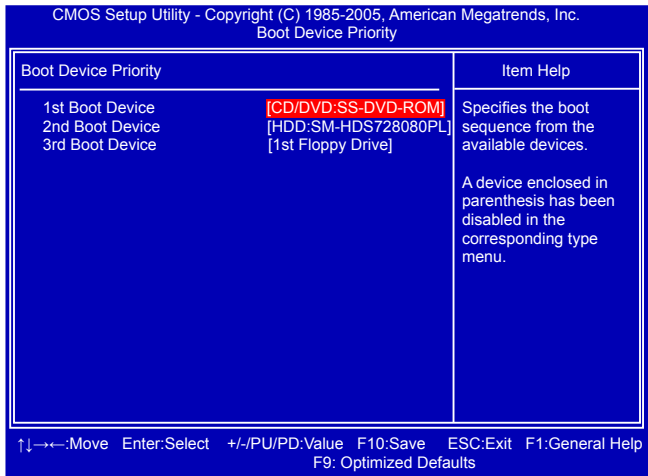 CMOS Setup Utility - Copyright (C) 1985-2005, American Megatrends, Inc.
Boot Device Priority
Boot Device Priority
Item Help
1st Boot Device [CD/DVD:SS-DVD-ROM]
2nd Boot Device [HDD:SM-HDS728080PL]
3rd Boot Device [1st Floppy Drive]
Specifies the boot
sequence from the
available devices.
A device enclosed in
parenthesis has been
disabled in the
corresponding type
menu.
↑↓→←:Move Enter:Select +/-/PU/PD:Value F10:Save ESC:Exit F1:General Help
F9: Optimized Defaults